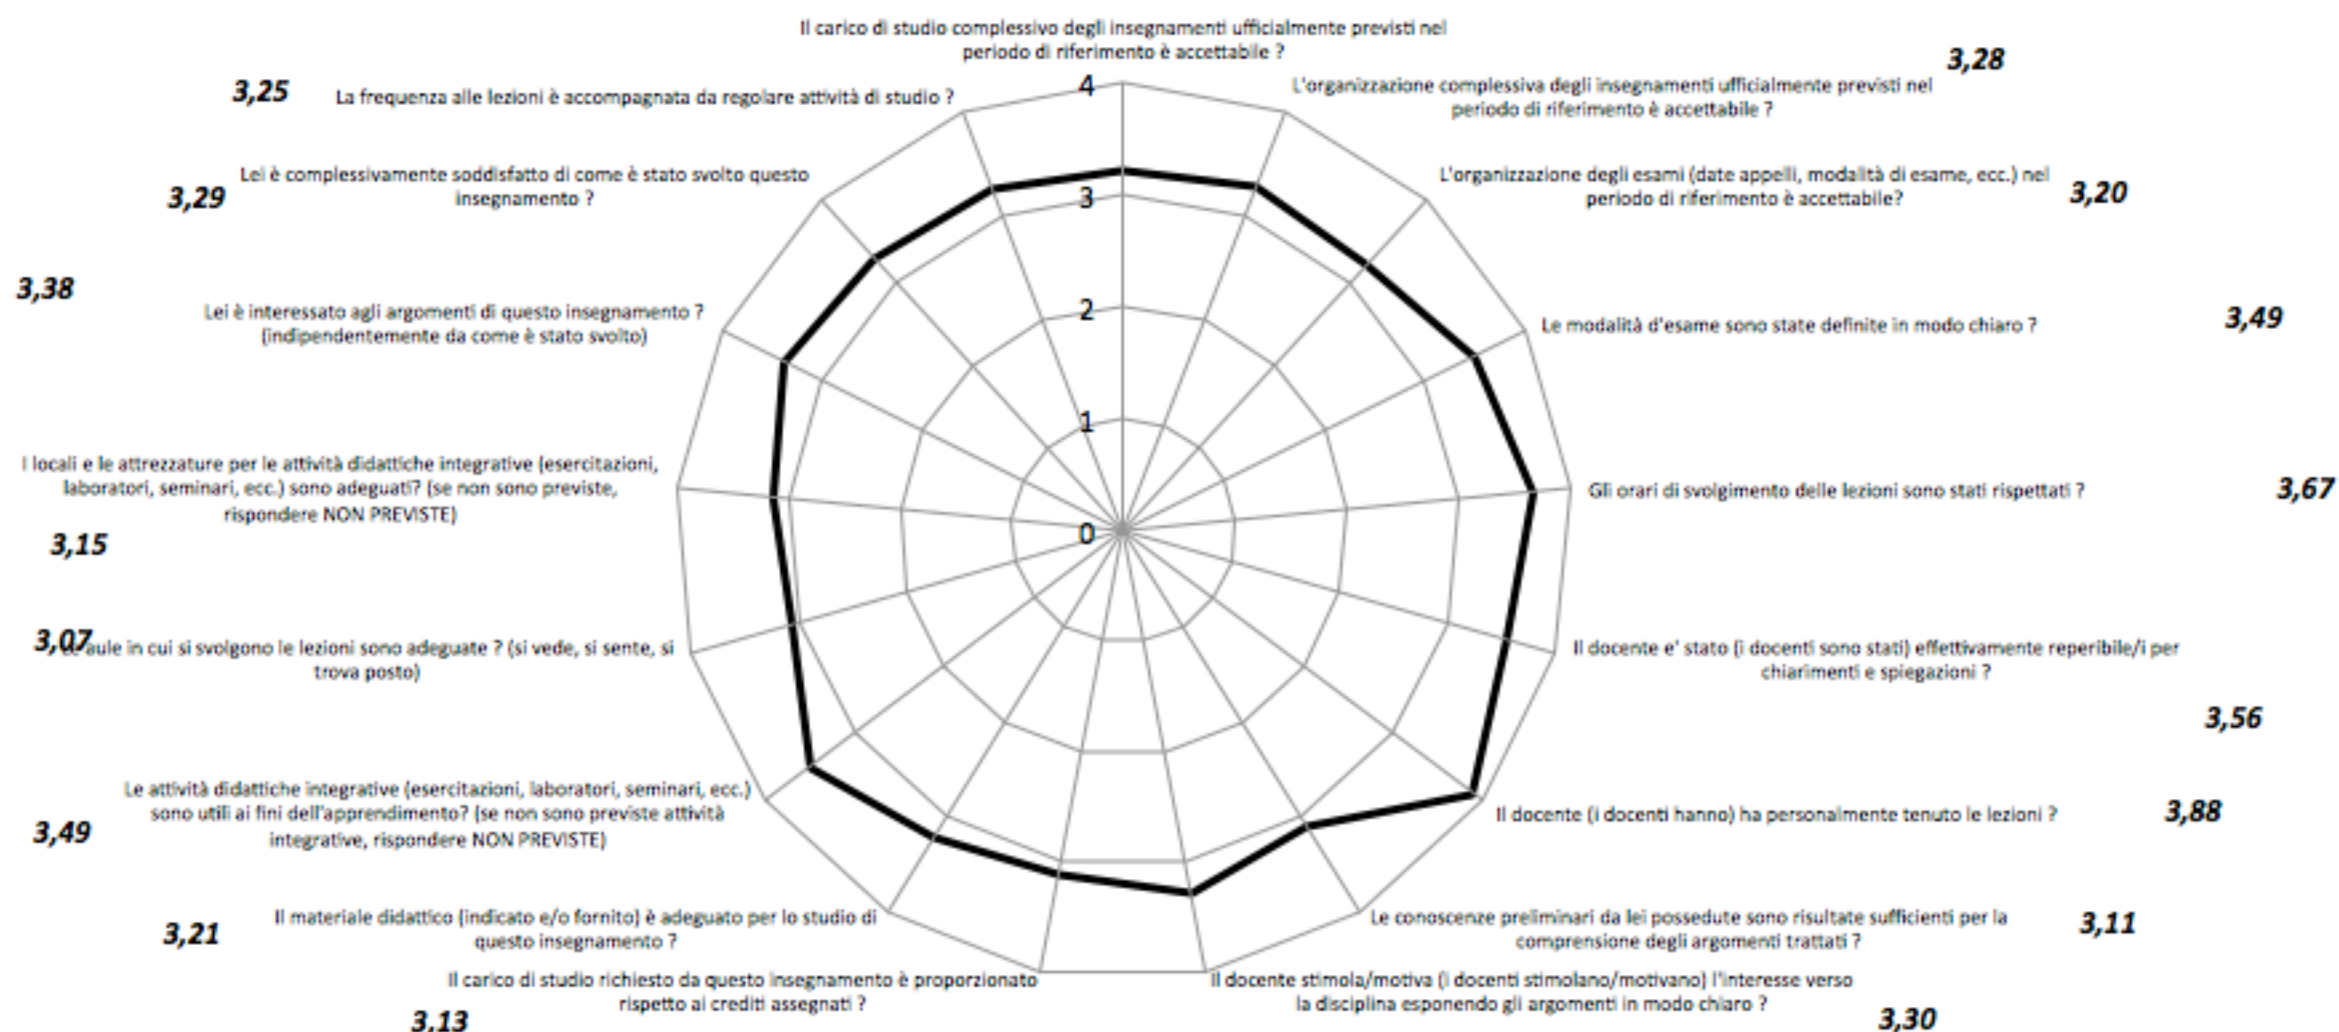 Il carico di studio complessivo degli insegnamenti ufficialmente previsti nel
periodo di riferimento è accettabile ?
3,28
L'organizzazione complessiva degli insegnamenti ufficialmente previsti nel
periodo di riferimento è accettabile ?
L'organizzazione degli esami (date appelli, modalità di esame, ecc.) nel
periodo di riferimento è accettabile?
3,20
Le modalità d'esame sono state definite in modo chiaro ?
3,49
Gli orari di svolgimento delle lezioni sono stati rispettati ?
3,67
Il docente e' stato (i docenti sono stati) effettivamente reperibile/i per
chiarimenti e spiegazioni ?
3,56
Il docente (i docenti hanno) ha personalmente tenuto le lezioni ?
3,88
Le conoscenze preliminari da lei possedute sono risultate sufficienti per la
comprensione degli argomenti trattati ?
3,11
Il docente stimola/motiva (i docenti stimolano/motivano) l'interesse verso
la disciplina esponendo gli argomenti in modo chiaro ?
3,30
Il carico di studio richiesto da questo insegnamento è proporzionato
rispetto ai crediti assegnati ?
3,13
Il materiale didattico (indicato e/o fornito) è adeguato per lo studio di
questo insegnamento ?
3,21
Le attività didattiche integrative (esercitazioni, laboratori, seminari, ecc.)
sono utili ai fini dell'apprendimento? (se non sono previste attività
integrative, rispondere NON PREVISTE)
3,49
3,07
aule in cui si svolgono le lezioni sono adeguate ? (si vede, si sente, si
trova posto)
I locali e le attrezzature per le attività didattiche integrative (esercitazioni,
laboratori, seminari, ecc.) sono adeguati? (se non sono previste,
rispondere NON PREVISTE)
3,15
Lei è interessato agli argomenti di questo insegnamento ?
(indipendentemente da come è stato svolto)
3,38
Lei è complessivamente soddisfatto di come è stato svolto questo
insegnamento ?
3,29
La frequenza alle lezioni è accompagnata da regolare attività di studio ?
3,25
4
3
2
1
0